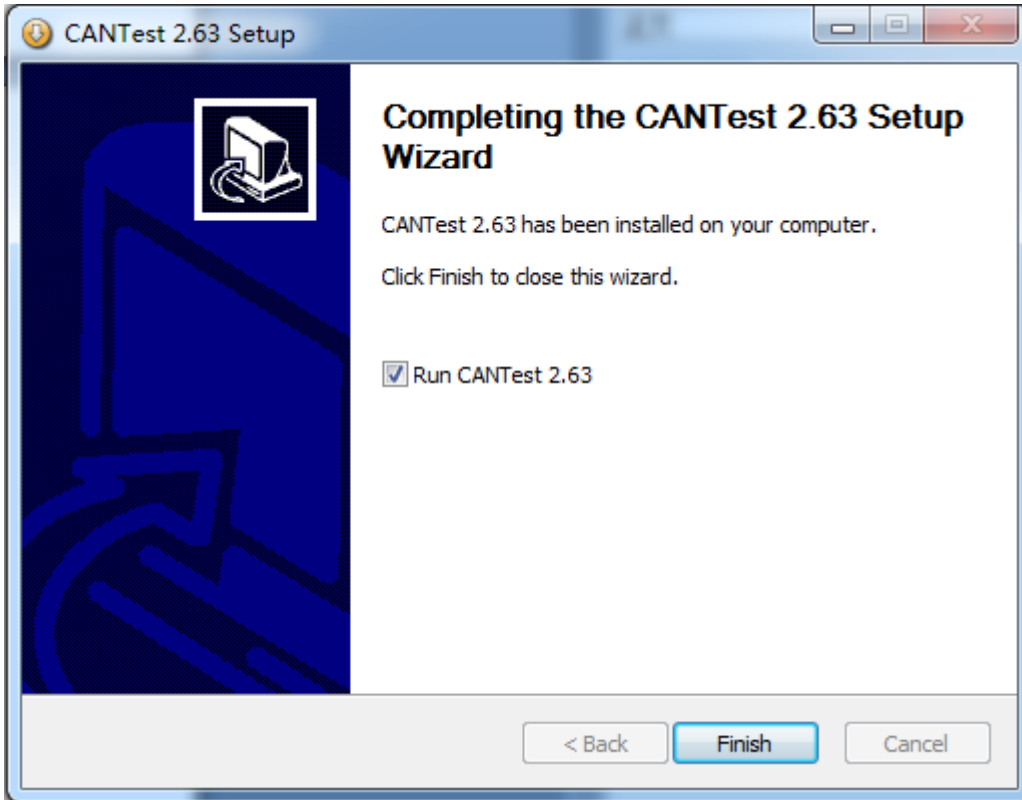 CANTest 2.63 Setup
Completing the CANTest 2.63 Setup
Wizard
CANTest 2.63 has been installed on your computer.
Click Finish to close this wizard.
Run CANTest 2.63
< Back
Finish
Cancel